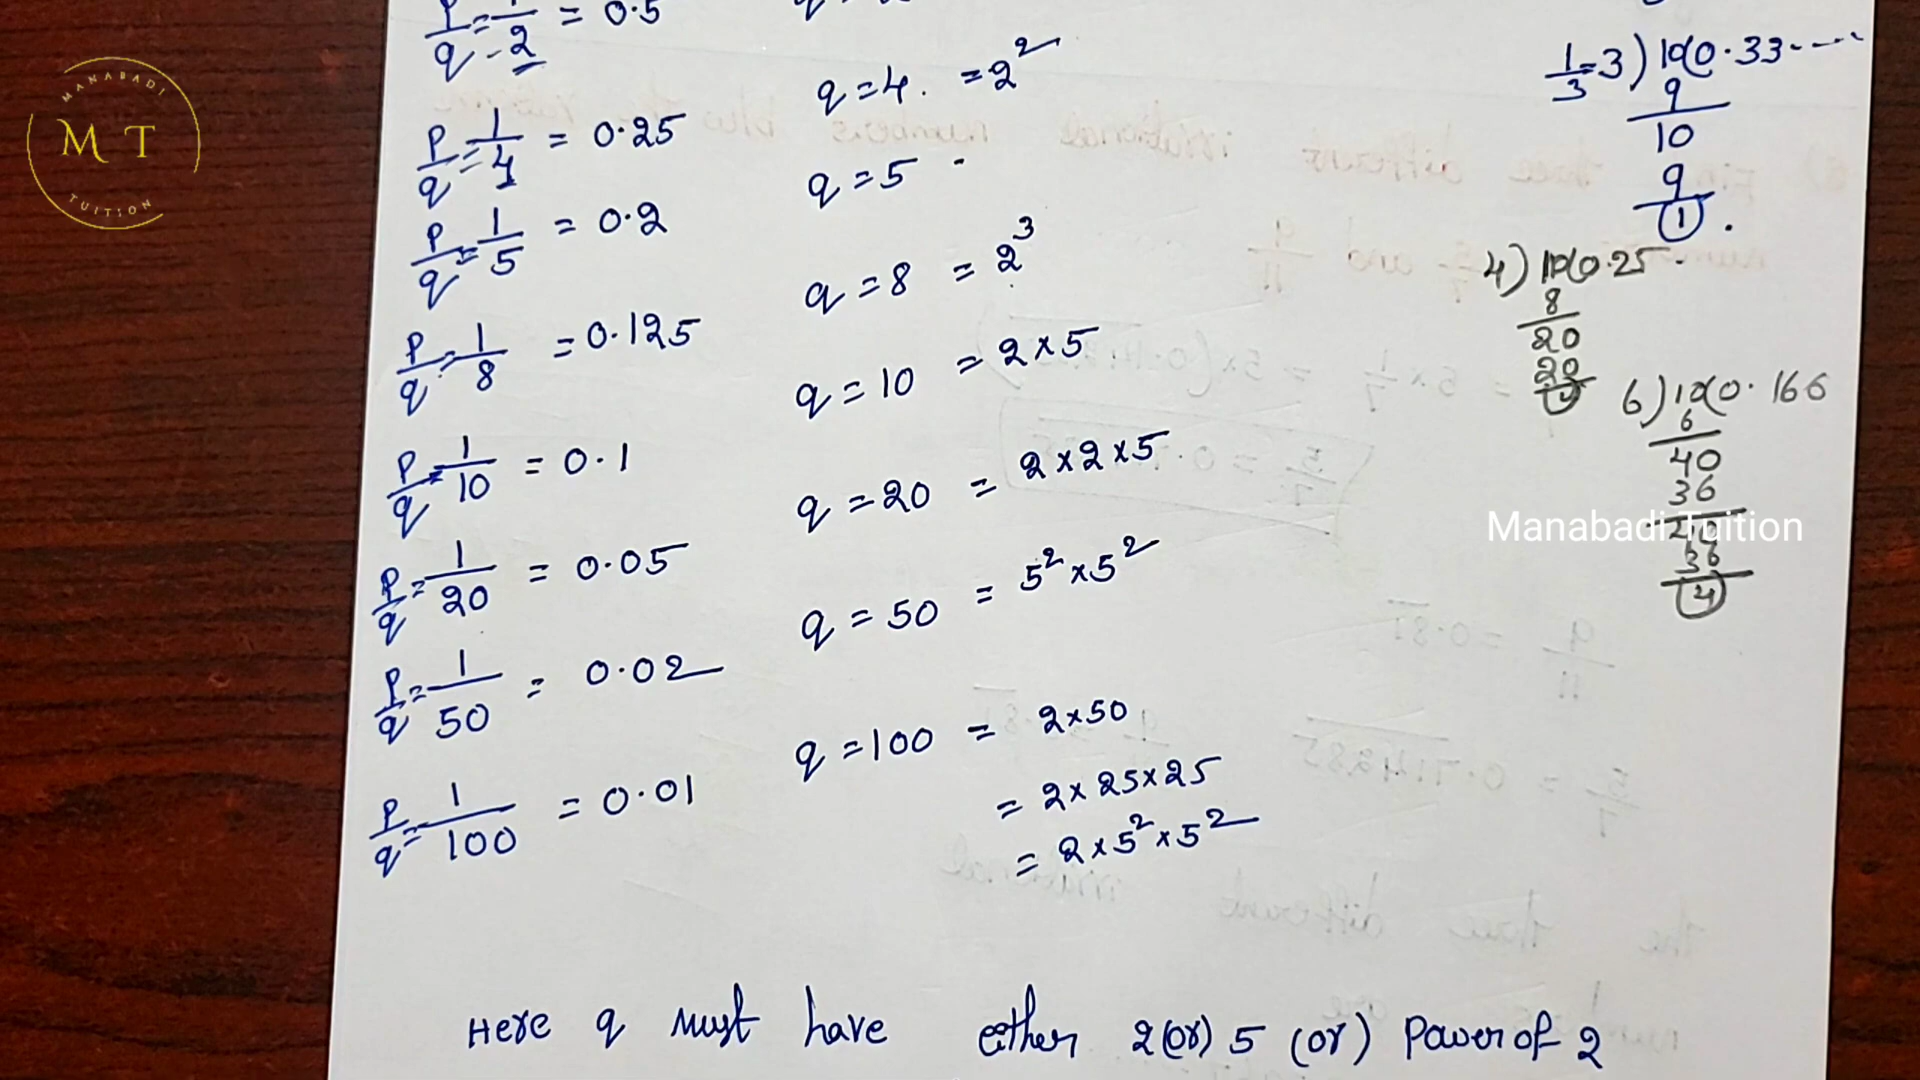 MANABADI
MT
TUITION
p/q = 1/2 = 0.5
p/q = 1/4 = 0.25
p/q = 1/5 = 0.2
p/q = 1/8 = 0.125
p/q = 1/10 = 0.1
p/q = 1/20 = 0.05
p/q = 1/50 = 0.02
p/q = 1/100 = 0.01
q = 4. = 2²
q = 5
q = 8 = 2³
q = 10 = 2×5
q = 20 = 2×2×5
q = 50 = 5²×5²
q = 100 = 2×50
= 2×25×25
= 2×5²×5²
1/3 = 3)10(0.33.....
9
10
9
1
4)10(0.25
8
20
20
6)10(0.166
6
40
36
36
4
Manabadi Tuition
Here q must have either 2 (or) 5 (or) Power of 2